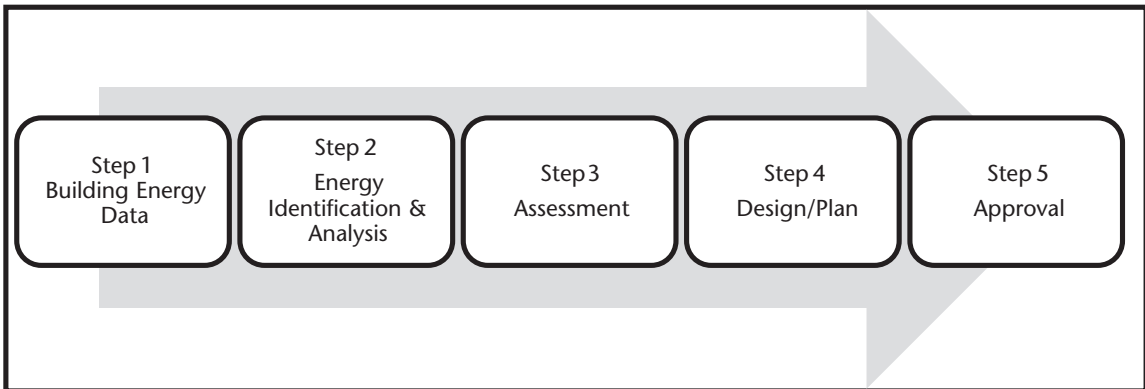 Step 1
Building Energy
Data
Step 2
Energy
Identification &
Analysis
Step 3
Assessment
Step 4
Design/Plan
Step 5
Approval